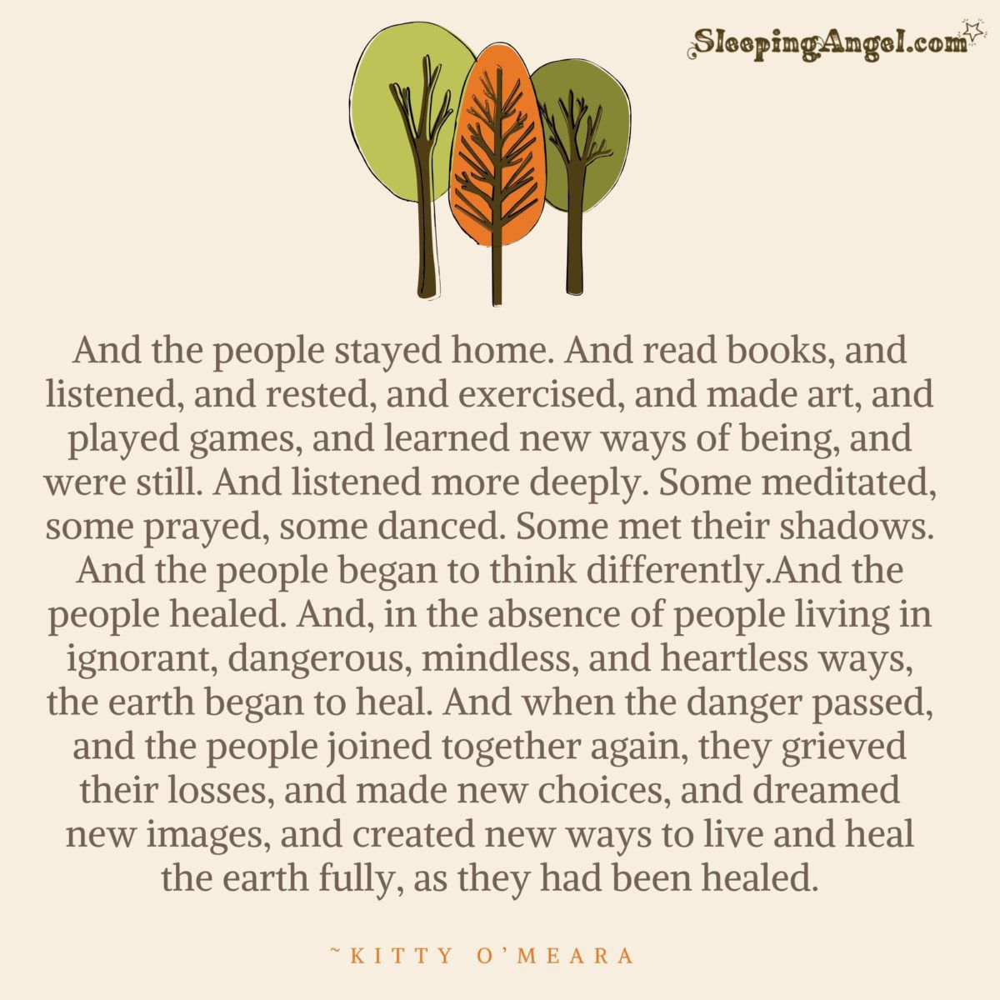 SleepingAngel.com
And the people stayed home. And read books, and
listened, and rested, and exercised, and made art, and
played games, and learned new ways of being, and
were still. And listened more deeply. Some meditated,
some prayed, some danced. Some met their shadows.
And the people began to think differently.And the
people healed. And, in the absence of people living in
ignorant, dangerous, mindless, and heartless ways,
the earth began to heal. And when the danger passed,
and the people joined together again, they grieved
their losses, and made new choices, and dreamed
new images, and created new ways to live and heal
the earth fully, as they had been healed.
~KITTY O’MEARA